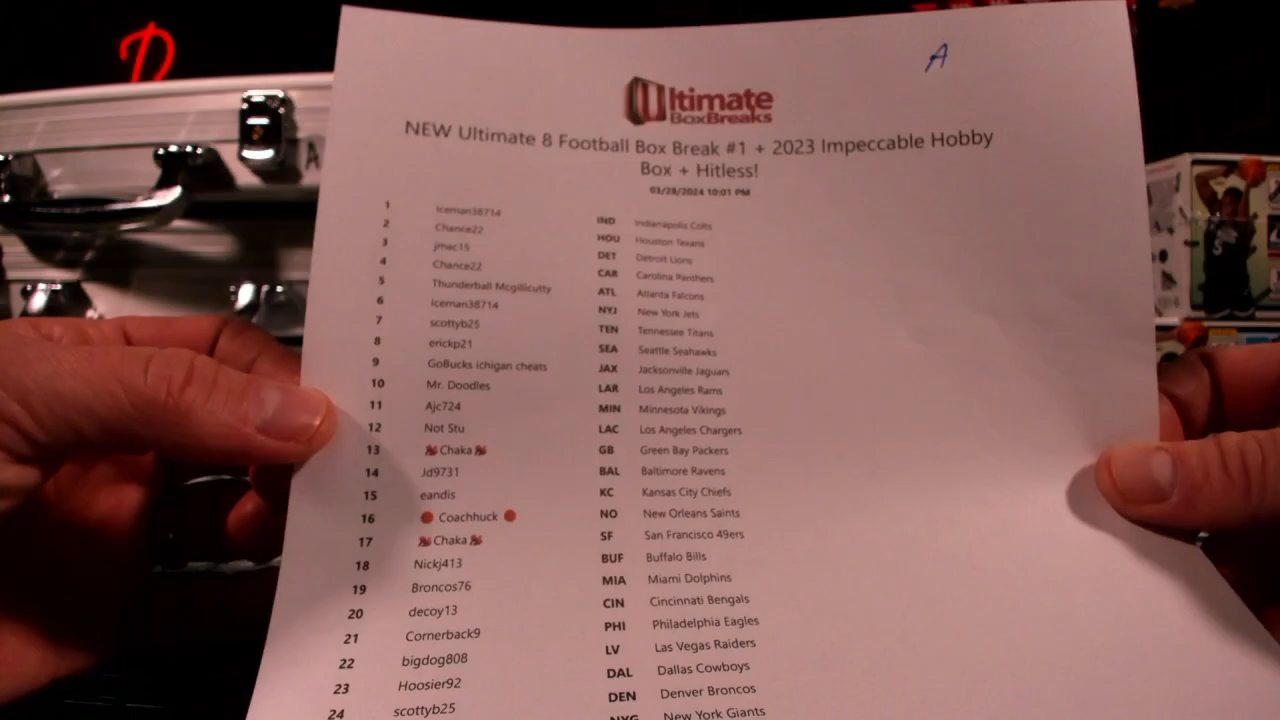 D
A
A
Ultimate
BoxBreaks
NEW Ultimate 8 Football Box Break #1 + 2023 Impeccable Hobby
Box + Hitless!
03/28/2024 10:01 PM
1 Iceman38714 IND Indianapolis Colts
2 Chance22 HOU Houston Texans
3 jmac15 DET Detroit Lions
4 Chance22 CAR Carolina Panthers
5 Thunderball Mcgillicutty ATL Atlanta Falcons
6 Iceman38714 NYJ New York Jets
7 scottyb25 TEN Tennessee Titans
8 erickp21 SEA Seattle Seahawks
9 GoBucks ichigan cheats JAX Jacksonville Jaguars
10 Mr. Doodles LAR Los Angeles Rams
11 Ajc724 MIN Minnesota Vikings
12 Not Stu LAC Los Angeles Chargers
13 Chaka GB Green Bay Packers
14 Jd9731 BAL Baltimore Ravens
15 eandis KC Kansas City Chiefs
16 Coachhuck NO New Orleans Saints
17 Chaka SF San Francisco 49ers
18 Nickj413 BUF Buffalo Bills
19 Broncos76 MIA Miami Dolphins
20 decoy13 CIN Cincinnati Bengals
21 Cornerback9 PHI Philadelphia Eagles
22 bigdog808 LV Las Vegas Raiders
23 Hoosier92 DAL Dallas Cowboys
24 scottyb25 DEN Denver Broncos
NYG New York Giants